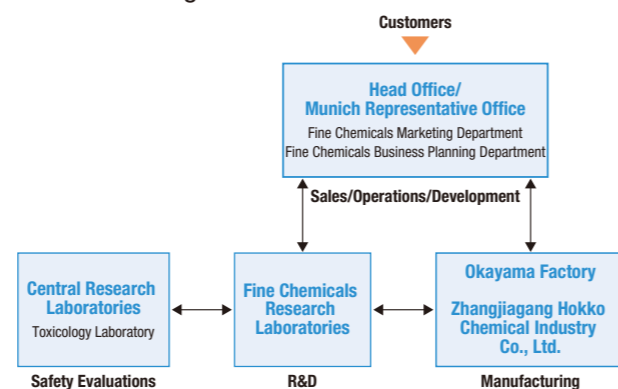 Customers
Head Office/
Munich Representative Office
Fine Chemicals Marketing Department
Fine Chemicals Business Planning Department
Sales/Operations/Development
Central Research
Laboratories
Toxicology Laboratory
Safety Evaluations
Fine Chemicals
Research
Laboratories
R&D
Okayama Factory
Zhangjiagang Hokko
Chemical Industry
Co., Ltd.
Manufacturing